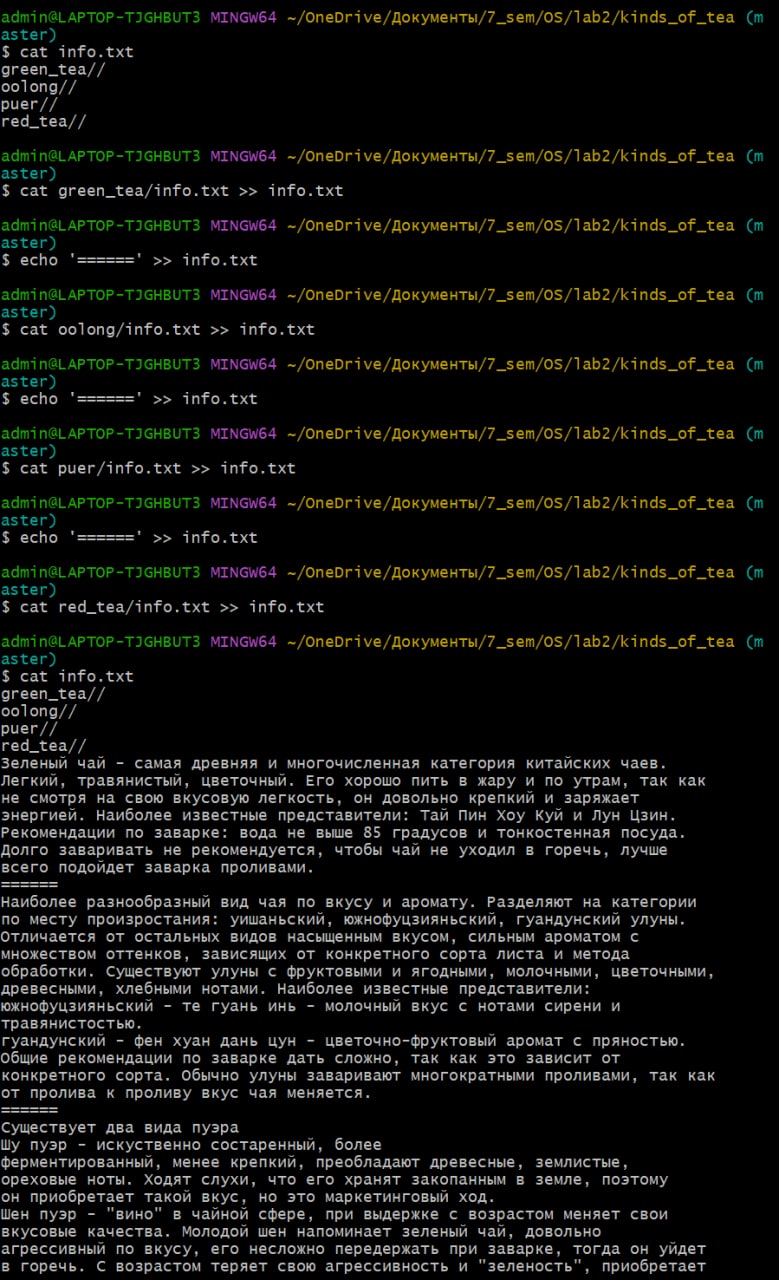 admin@LAPTOP-TJGHBUT3 MINGW64 ~/OneDrive/Документы/7_sem/OS/lab2/kinds_of_tea (m
aster)
$ cat info.txt
green_tea//
oolong//
puer//
red_tea//
admin@LAPTOP-TJGHBUT3 MINGW64 ~/OneDrive/Документы/7_sem/OS/lab2/kinds_of_tea (m
aster)
$ cat green_tea/info.txt >> info.txt
admin@LAPTOP-TJGHBUT3 MINGW64 ~/OneDrive/Документы/7_sem/OS/lab2/kinds_of_tea (m
aster)
$ echo '======' >> info.txt
admin@LAPTOP-TJGHBUT3 MINGW64 ~/OneDrive/Документы/7_sem/OS/lab2/kinds_of_tea (m
aster)
$ cat oolong/info.txt >> info.txt
admin@LAPTOP-TJGHBUT3 MINGW64 ~/OneDrive/Документы/7_sem/OS/lab2/kinds_of_tea (m
aster)
$ echo '======' >> info.txt
admin@LAPTOP-TJGHBUT3 MINGW64 ~/OneDrive/Документы/7_sem/OS/lab2/kinds_of_tea (m
aster)
$ cat puer/info.txt >> info.txt
admin@LAPTOP-TJGHBUT3 MINGW64 ~/OneDrive/Документы/7_sem/OS/lab2/kinds_of_tea (m
aster)
$ echo '======' >> info.txt
admin@LAPTOP-TJGHBUT3 MINGW64 ~/OneDrive/Документы/7_sem/OS/lab2/kinds_of_tea (m
aster)
$ cat red_tea/info.txt >> info.txt
admin@LAPTOP-TJGHBUT3 MINGW64 ~/OneDrive/Документы/7_sem/OS/lab2/kinds_of_tea (m
aster)
$ cat info.txt
green_tea//
oolong//
puer//
red_tea//
Зеленый чай - самая древняя и многочисленная категория китайских чаев.
Легкий, травянистый, цветочный. Его хорошо пить в жару и по утрам, так как
не смотря на свою вкусовую легкость, он довольно крепкий и заряжает
энергией. Наиболее известные представители: Тай Пин Хоу Куй и Лун Цзин.
Рекомендации по заварке: вода не выше 85 градусов и тонкостенная посуда.
Долго заваривать не рекомендуется, чтобы чай не уходил в горечь, лучше
всего подойдет заварка проливами.
======
Наиболее разнообразный вид чая по вкусу и аромату. Разделяют на категории
по месту произростания: уишаньский, южнофуцзияньский, гуандунский улуны.
Отличается от остальных видов насыщенным вкусом, сильным ароматом с
множеством оттенков, зависящих от конкретного сорта листа и метода
обработки. Существуют улуны с фруктовыми и ягодными, молочными, цветочными,
древесными, хлебными нотами. Наиболее известные представители:
южнофуцзияньский - те гуань инь - молочный вкус с нотами сирени и
травянистостью.
гуандунский - фен хуан дань цун - цветочно-фруктовый аромат с пряностью.
Общие рекомендации по заварке дать сложно, так как это зависит от
конкретного сорта. Обычно улуны заваривают многократными проливами, так как
от пролива к проливу вкус чая меняется.
======
Существует два вида пуэра
Шу пуэр - искуственно состаренный, более
ферментированный, менее крепкий, преобладают древесные, землистые,
ореховые ноты. Ходят слухи, что его хранят закопанным в земле, поэтому
он приобретает такой вкус, но это маркетинговый ход.
Шен пуэр - "вино" в чайной сфере, при выдержке с возрастом меняет свои
вкусовые качества. Молодой шен напоминает зеленый чай, довольно
агрессивный по вкусу, его несложно передержать при заварке, тогда он уйдет
в горечь. С возрастом теряет свою агрессивность и "зеленость", приобретает